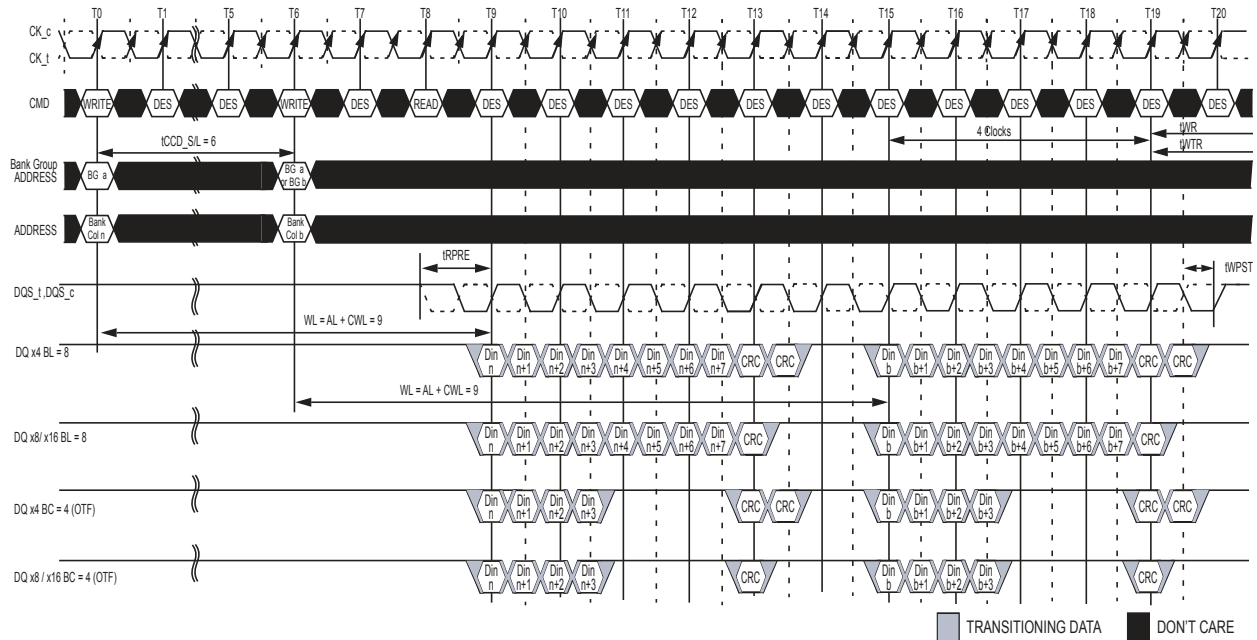 T0 T1 T5 T6 T7 T8 T9 T10 T11 T12 T13 T14 T15 T16 T17 T18 T19 T20
CK_c
CK_t
CMD WRITE DES DES WRITE DES READ DES DES DES DES DES DES DES DES DES DES DES DES
tCCD_S/L = 6
4 Clocks
tWR
tWTR
Bank Group
ADDRESS
BG a
BG a
or BG b
ADDRESS
Bank
Col n
Bank
Col b
tRPRE
tWPST
DQS_t ,DQS_c
WL = AL + CWL = 9
DQ x4 BL = 8
Din Din Din Din Din Din Din Din CRC CRC Din Din Din Din Din Din Din Din CRC CRC
n n+1 n+2 n+3 n+4 n+5 n+6 n+7 b b+1 b+2 b+3 b+4 b+5 b+6 b+7
WL = AL + CWL = 9
DQ x8/ x16 BL = 8
Din Din Din Din Din Din Din Din CRC Din Din Din Din Din Din Din Din CRC
n n+1 n+2 n+3 n+4 n+5 n+6 n+7 b b+1 b+2 b+3 b+4 b+5 b+6 b+7
DQ x4 BC = 4 (OTF)
Din Din Din Din CRC CRC Din Din Din Din CRC CRC
n n+1 n+2 n+3 b b+1 b+2 b+3
DQ x8 / x16 BC = 4 (OTF)
Din Din Din Din CRC Din Din Din Din CRC
n n+1 n+2 n+3 b b+1 b+2 b+3
TRANSITIONING DATA
DON'T CARE